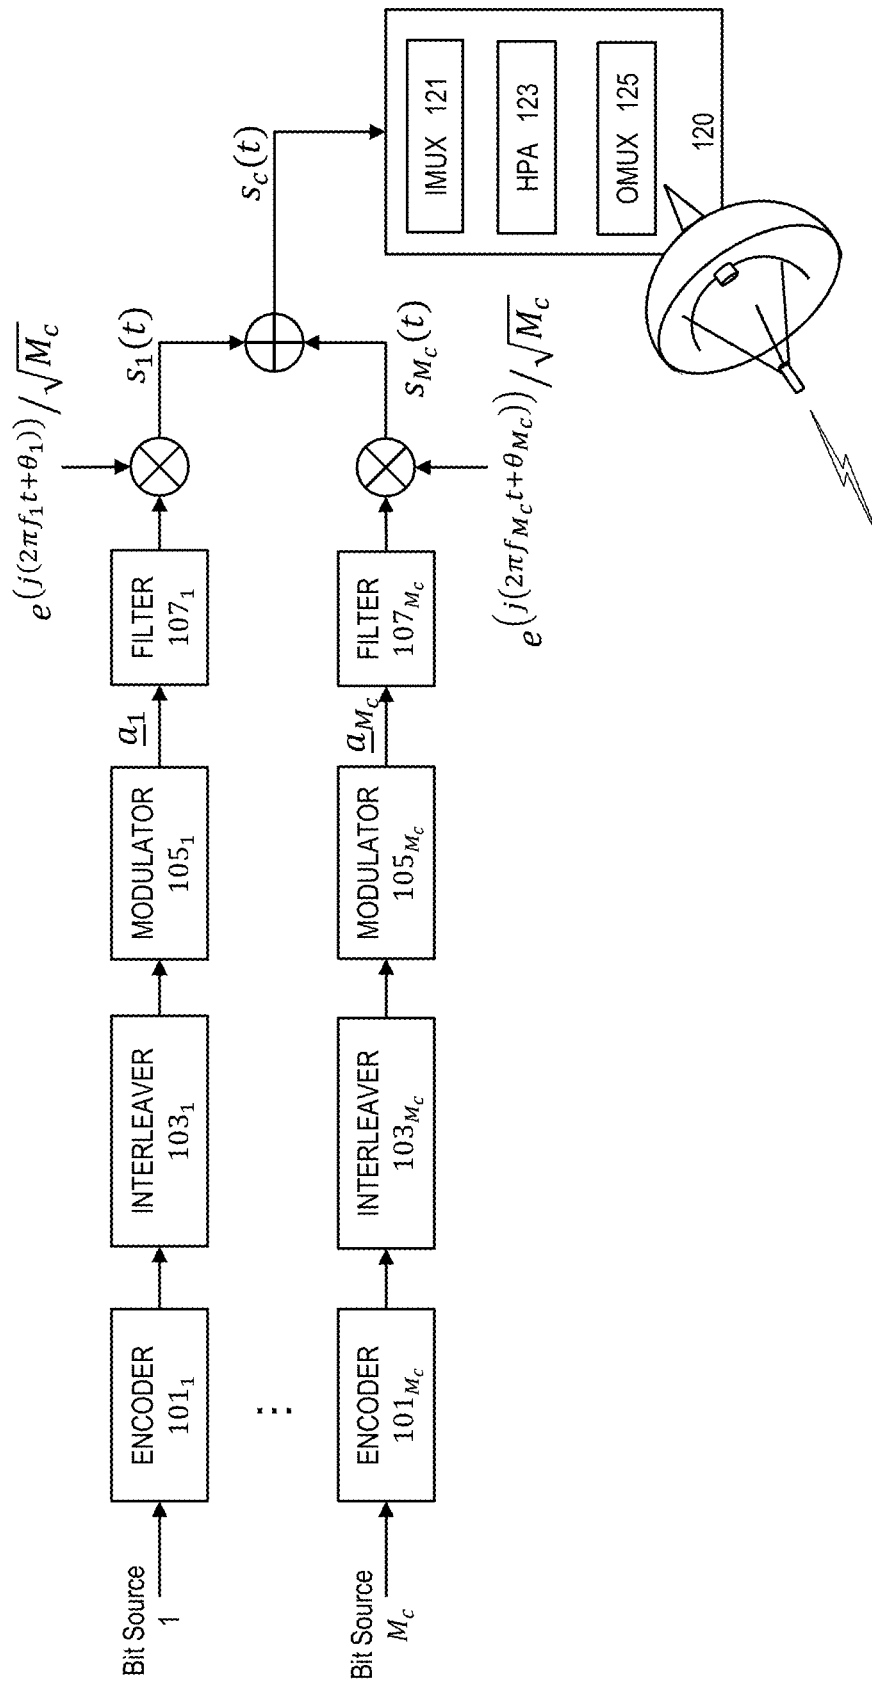 Bit Source
1
ENCODER
101₁
INTERLEAVER
103₁
MODULATOR
105₁
a₁
FILTER
107₁
e^(j(2πf₁t+θ₁))/√M_c
s₁(t)
⋮
Bit Source
M_c
ENCODER
101_{M_c}
INTERLEAVER
103_{M_c}
MODULATOR
105_{M_c}
a_{M_c}
FILTER
107_{M_c}
e^(j(2πf_{M_c}t+θ_{M_c}))/√M_c
s_{M_c}(t)
s_c(t)
IMUX 121
HPA 123
OMUX 125
120